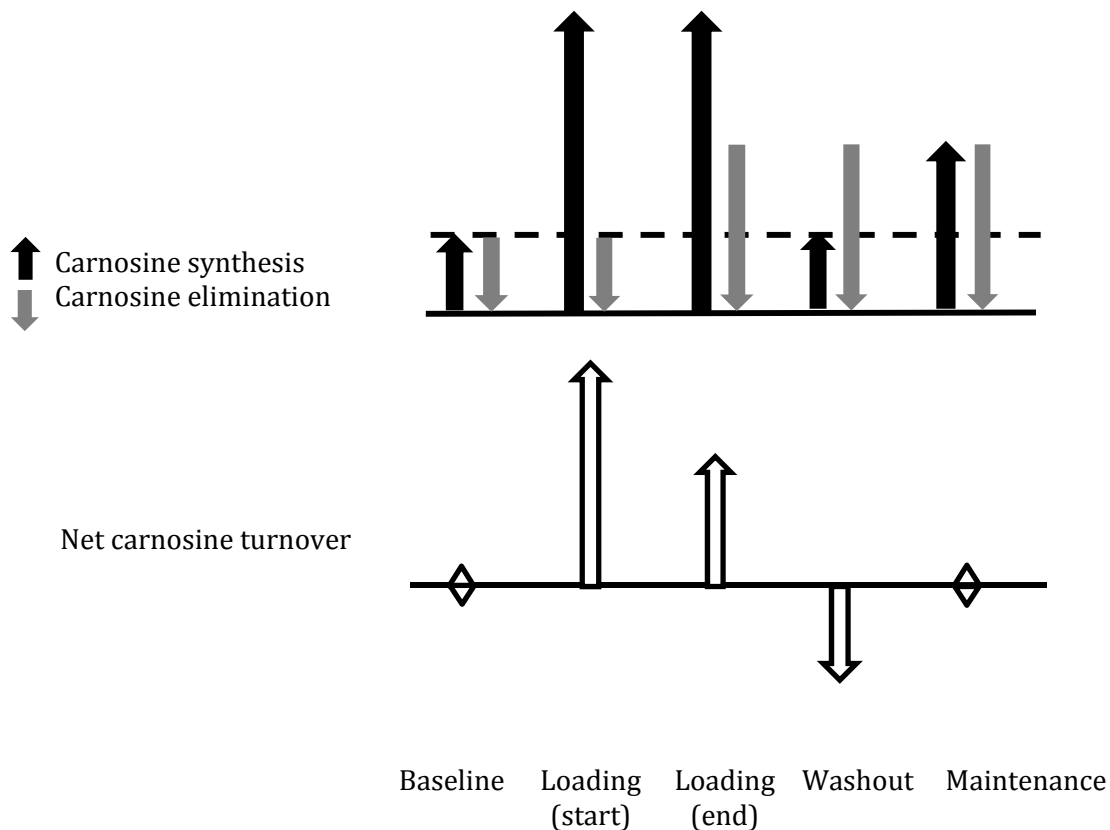 Carnosine synthesis
Carnosine elimination
Net carnosine turnover
Baseline Loading Loading Washout Maintenance
(start) (end)